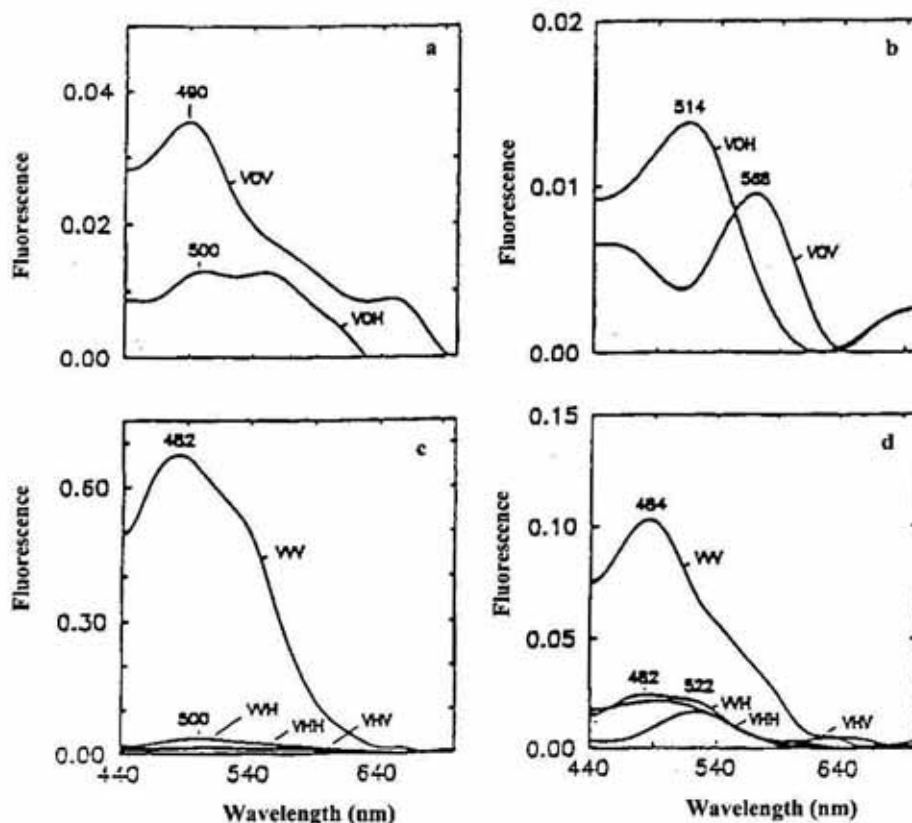 a
0.04
490
VOV
0.02
500
VOH
0.00
Fluorescence
b
0.02
514
VOH
568
0.01
VOV
0.00
Fluorescence
c
482
0.60
VVV
0.30
500
VVH
VHH
VHV
0.00
440
540
640
Fluorescence
Wavelength (nm)
d
0.15
484
0.10
VVV
0.05
482
522
VVH
VHH
VHV
0.00
440
540
640
Fluorescence
Wavelength (nm)